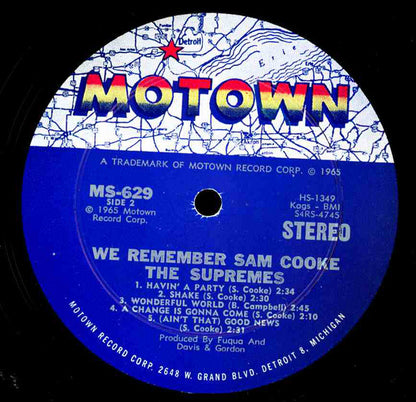 Detroit
Erie
MOTOWN
A TRADEMARK OF MOTOWN RECORD CORP. © 1965
MS-629
SIDE 2
© 1965 Motown
Record Corp.
HS-1349
Kags - BMI
S4RS-4745
STEREO
WE REMEMBER SAM COOKE
THE SUPREMES
1. HAVIN' A PARTY (S. Cooke) 2:34
2. SHAKE (S. Cooke) 2:30
3. WONDERFUL WORLD (B. Campbell) 2:45
4. A CHANGE IS GONNA COME (S. Cooke) 2:10
5. (AIN'T THAT) GOOD NEWS
(S. Cooke) 2:31
Produced by Fuqua and
Davis & Gordon
MOTOWN RECORD CORP. 2648 W. GRAND BLVD. DETROIT 8, MICHIGAN